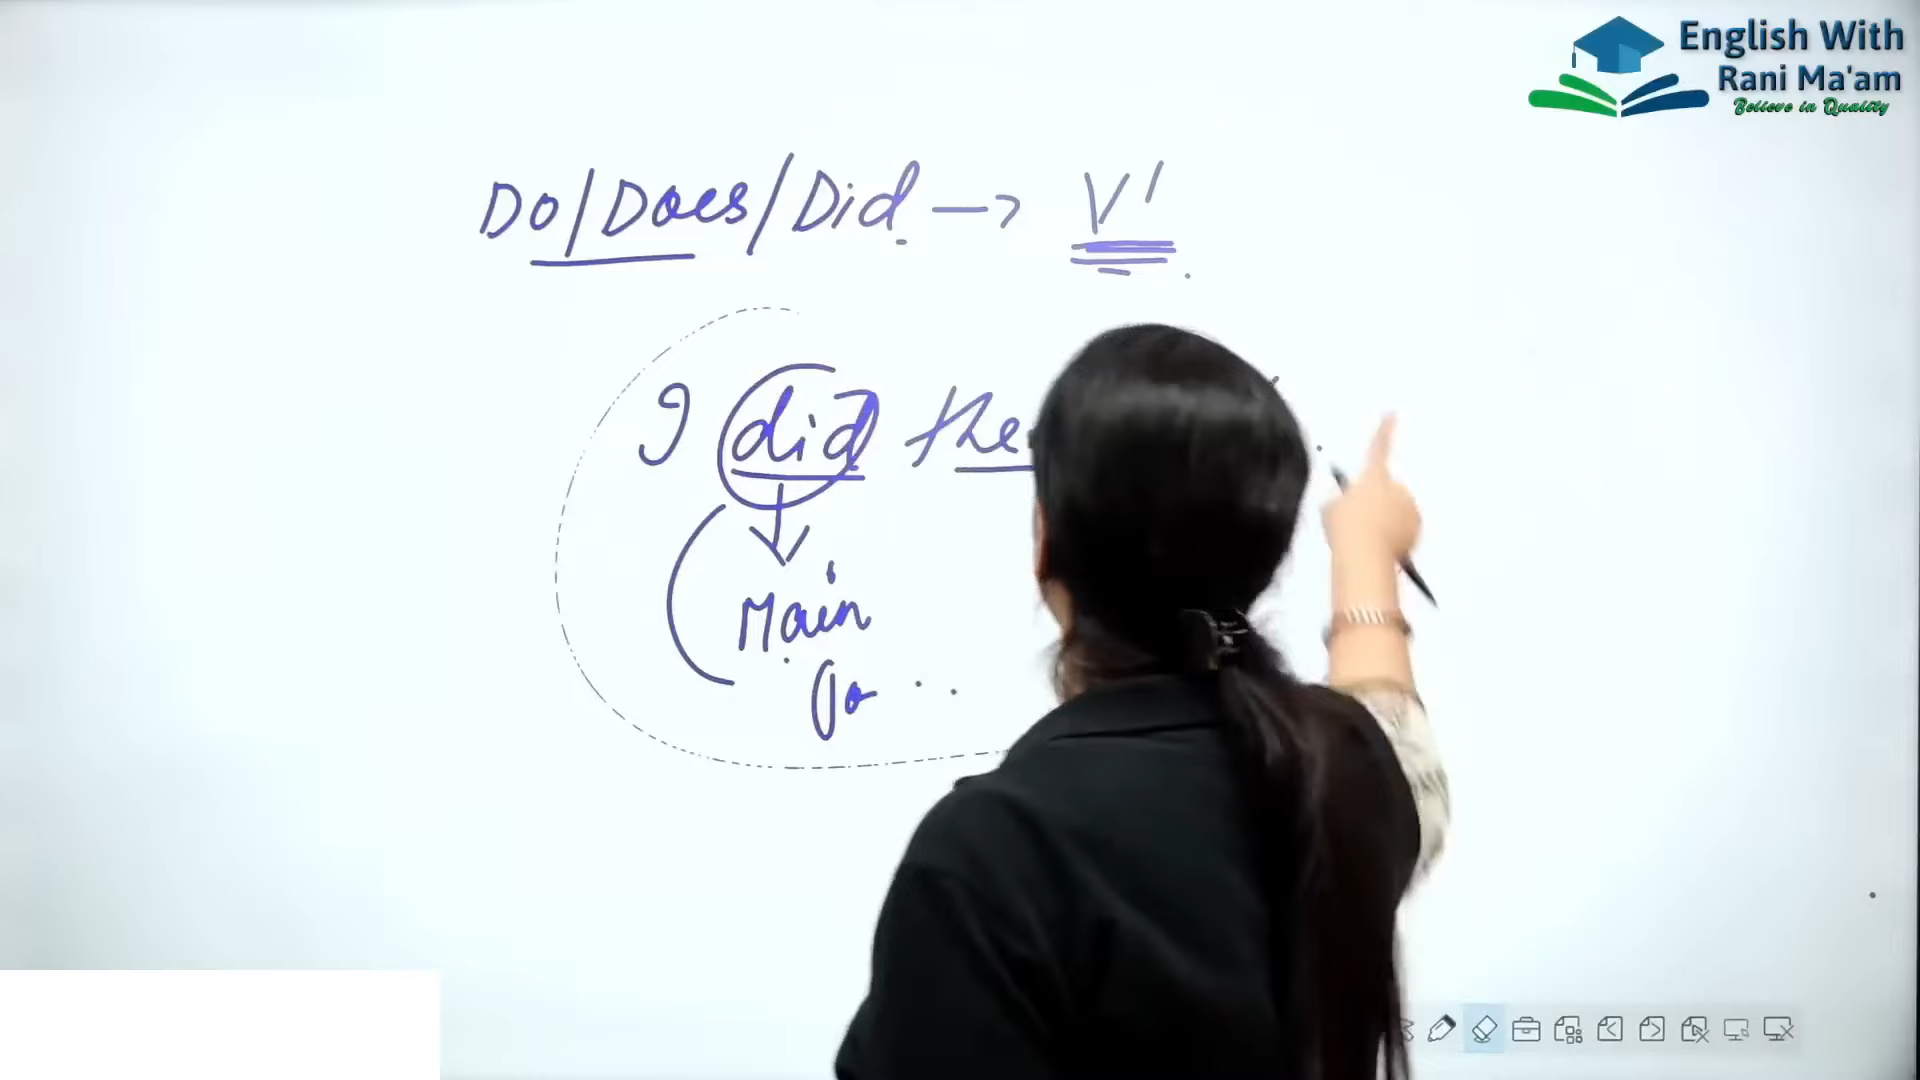 English With
Rani Ma'am
Believe in Quality
Do/Does/Did → V1
I did the
Main